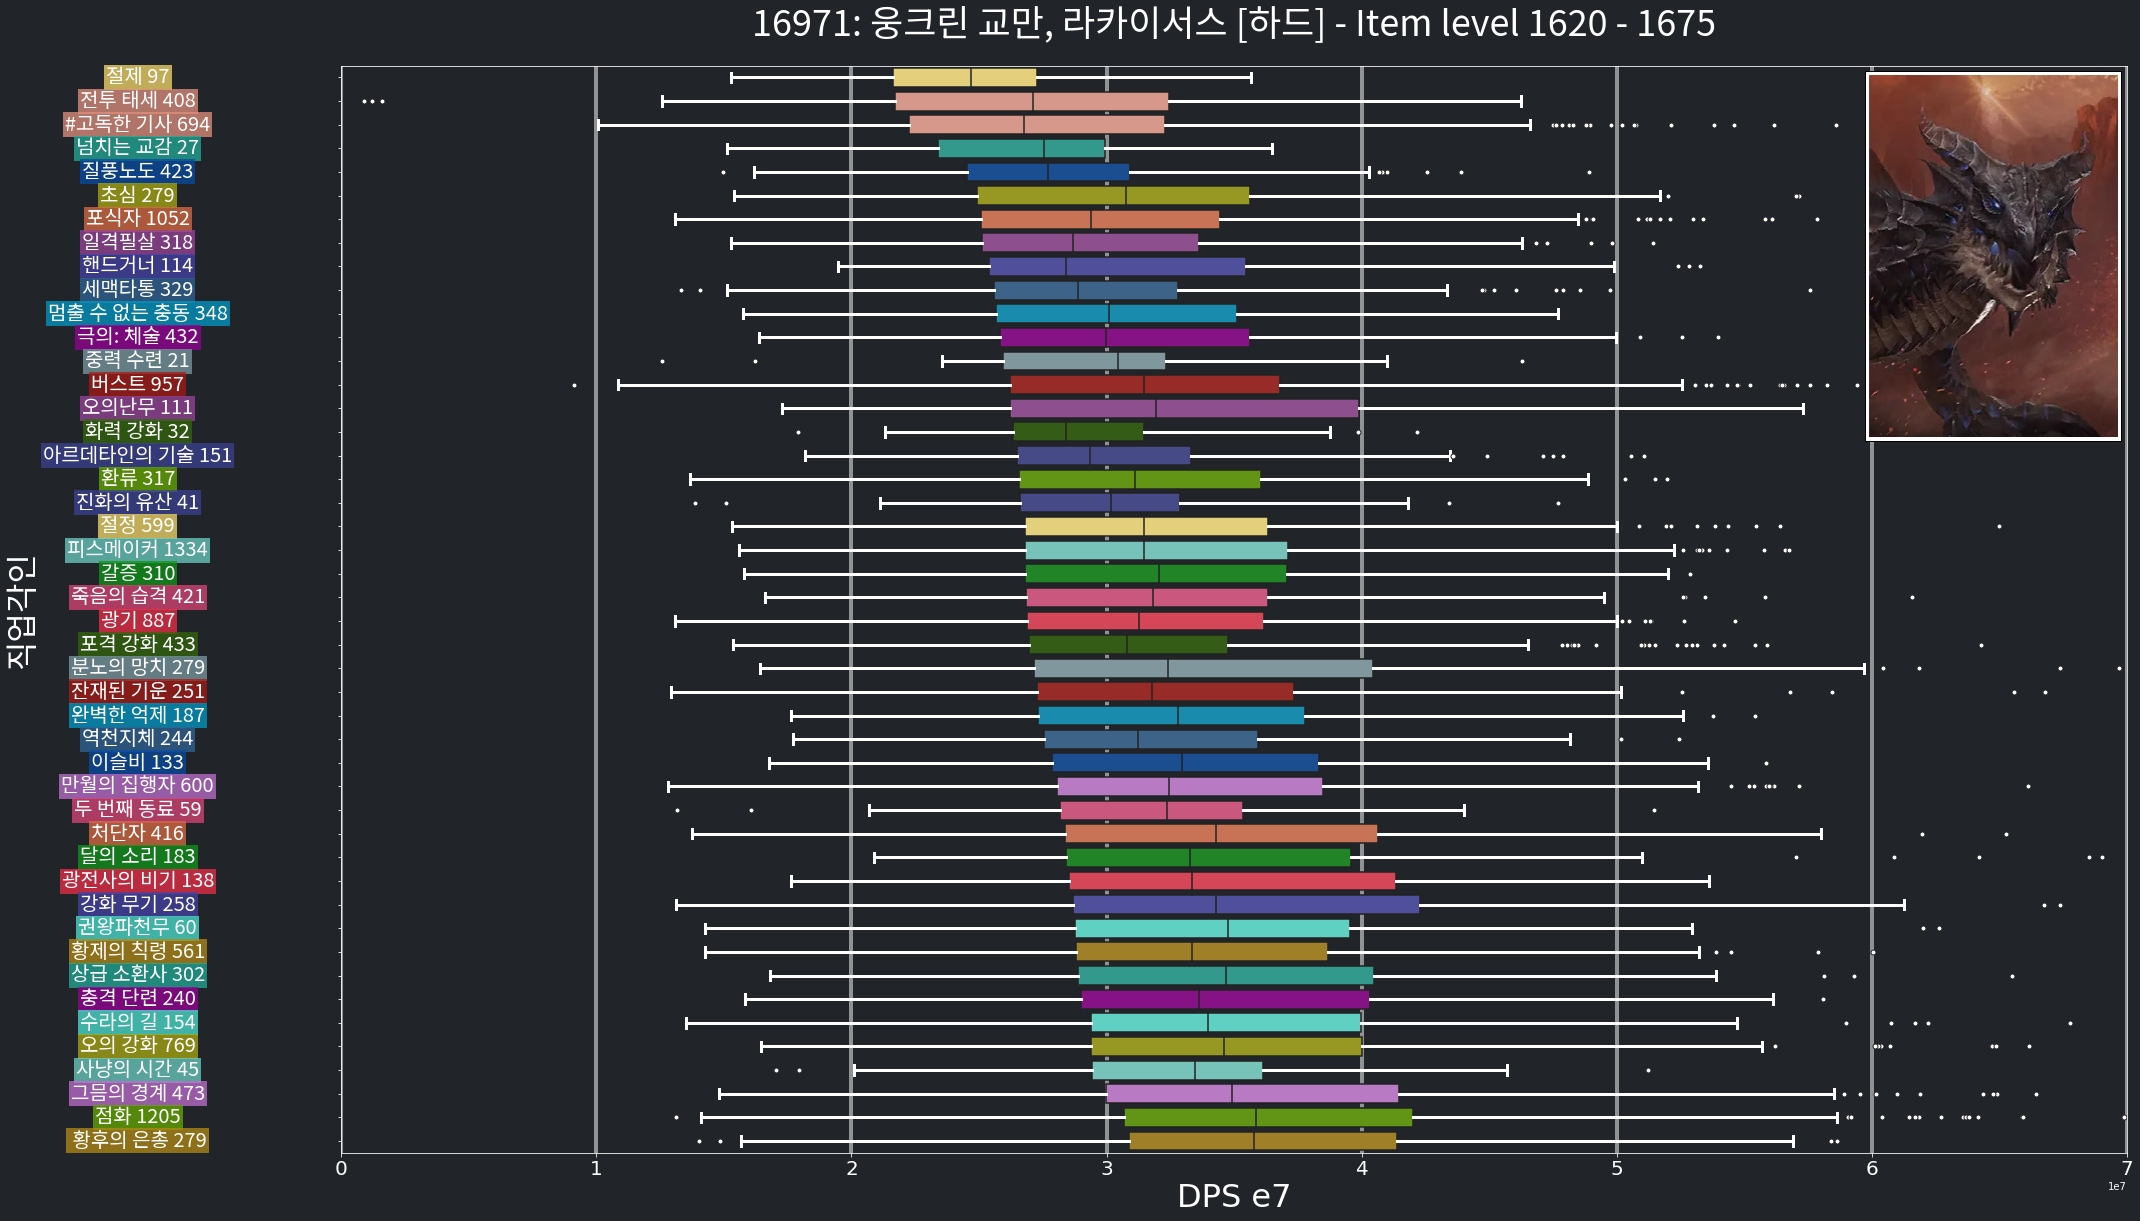 16971: 웅크린 교만, 라카이서스 [하드] - Item level 1620 - 1675
절제 97
전투 태세 408
#고독한 기사 694
넘치는 교감 27
질풍노도 423
초심 279
포식자 1052
일격필살 318
핸드거너 114
세맥타통 329
멈출 수 없는 충동 348
극의: 체술 432
중력 수련 21
버스트 957
오의난무 111
화력 강화 32
아르데타인의 기술 151
환류 317
진화의 유산 41
절정 599
피스메이커 1334
갈증 310
죽음의 습격 421
광기 887
포격 강화 433
분노의 망치 279
잔재된 기운 251
완벽한 억제 187
역천지체 244
이슬비 133
만월의 집행자 600
두 번째 동료 59
처단자 416
달의 소리 183
광전사의 비기 138
강화 무기 258
권왕파천무 60
황제의 칙령 561
상급 소환사 302
충격 단련 240
수라의 길 154
오의 강화 769
사냥의 시간 45
그믐의 경계 473
점화 1205
황후의 은총 279
직업각인
0 1 2 3 4 5 6 7
1e7
DPS e7